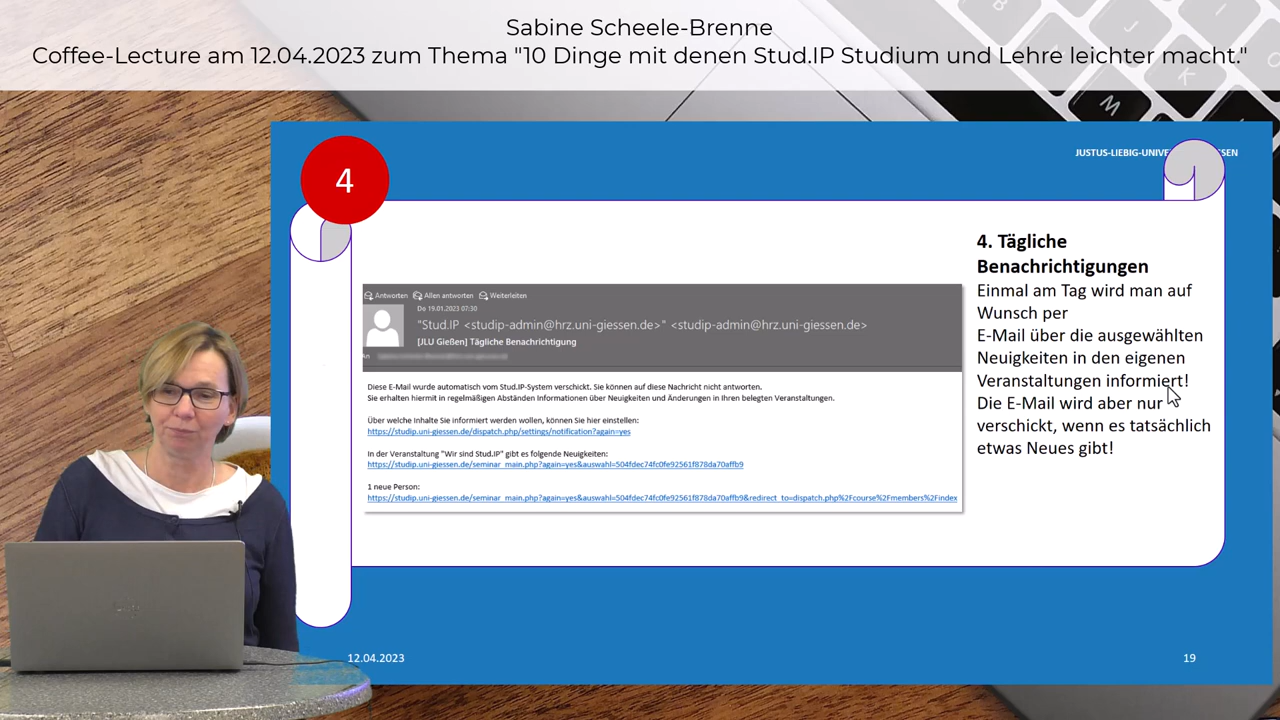 Sabine Scheele-Brenne
Coffee-Lecture am 12.04.2023 zum Thema "10 Dinge mit denen Stud.IP Studium und Lehre leichter macht."
4
JUSTUS-LIEBIG-UNIVE SEN
4. Tägliche
Benachrichtigungen
Einmal am Tag wird man auf
Wunsch per
E-Mail über die ausgewählten
Neuigkeiten in den eigenen
Veranstaltungen informiert!
Die E-Mail wird aber nur
verschickt, wenn es tatsächlich
etwas Neues gibt!
Antworten Allen antworten Weiterleiten
Do 19.01.2023 07:30
"Stud.IP <studip-admin@hrz.uni-giessen.de>" <studip-admin@hrz.uni-giessen.de>
[JLU Gießen] Tägliche Benachrichtigung
An
Diese E-Mail wurde automatisch vom Stud.IP-System verschickt. Sie können auf diese Nachricht nicht antworten.
Sie erhalten hiermit in regelmäßigen Abständen Informationen über Neuigkeiten und Änderungen in Ihren belegten Veranstaltungen.
Über welche Inhalte Sie informiert werden wollen, können Sie hier einstellen:
https://studip.uni-giessen.de/dispatch.php/settings/notification?again=yes
In der Veranstaltung "Wir sind Stud.IP" gibt es folgende Neuigkeiten:
https://studip.uni-giessen.de/seminar_main.php?again=yes&auswahl=504fdec74fc0fe92561f878da70affb9
1 neue Person:
https://studip.uni-giessen.de/seminar_main.php?again=yes&auswahl=504fdec74fc0fe92561f878da70affb9&redirect_to=dispatch.php%2Fcourse%2Fmembers%2Findex
12.04.2023
19